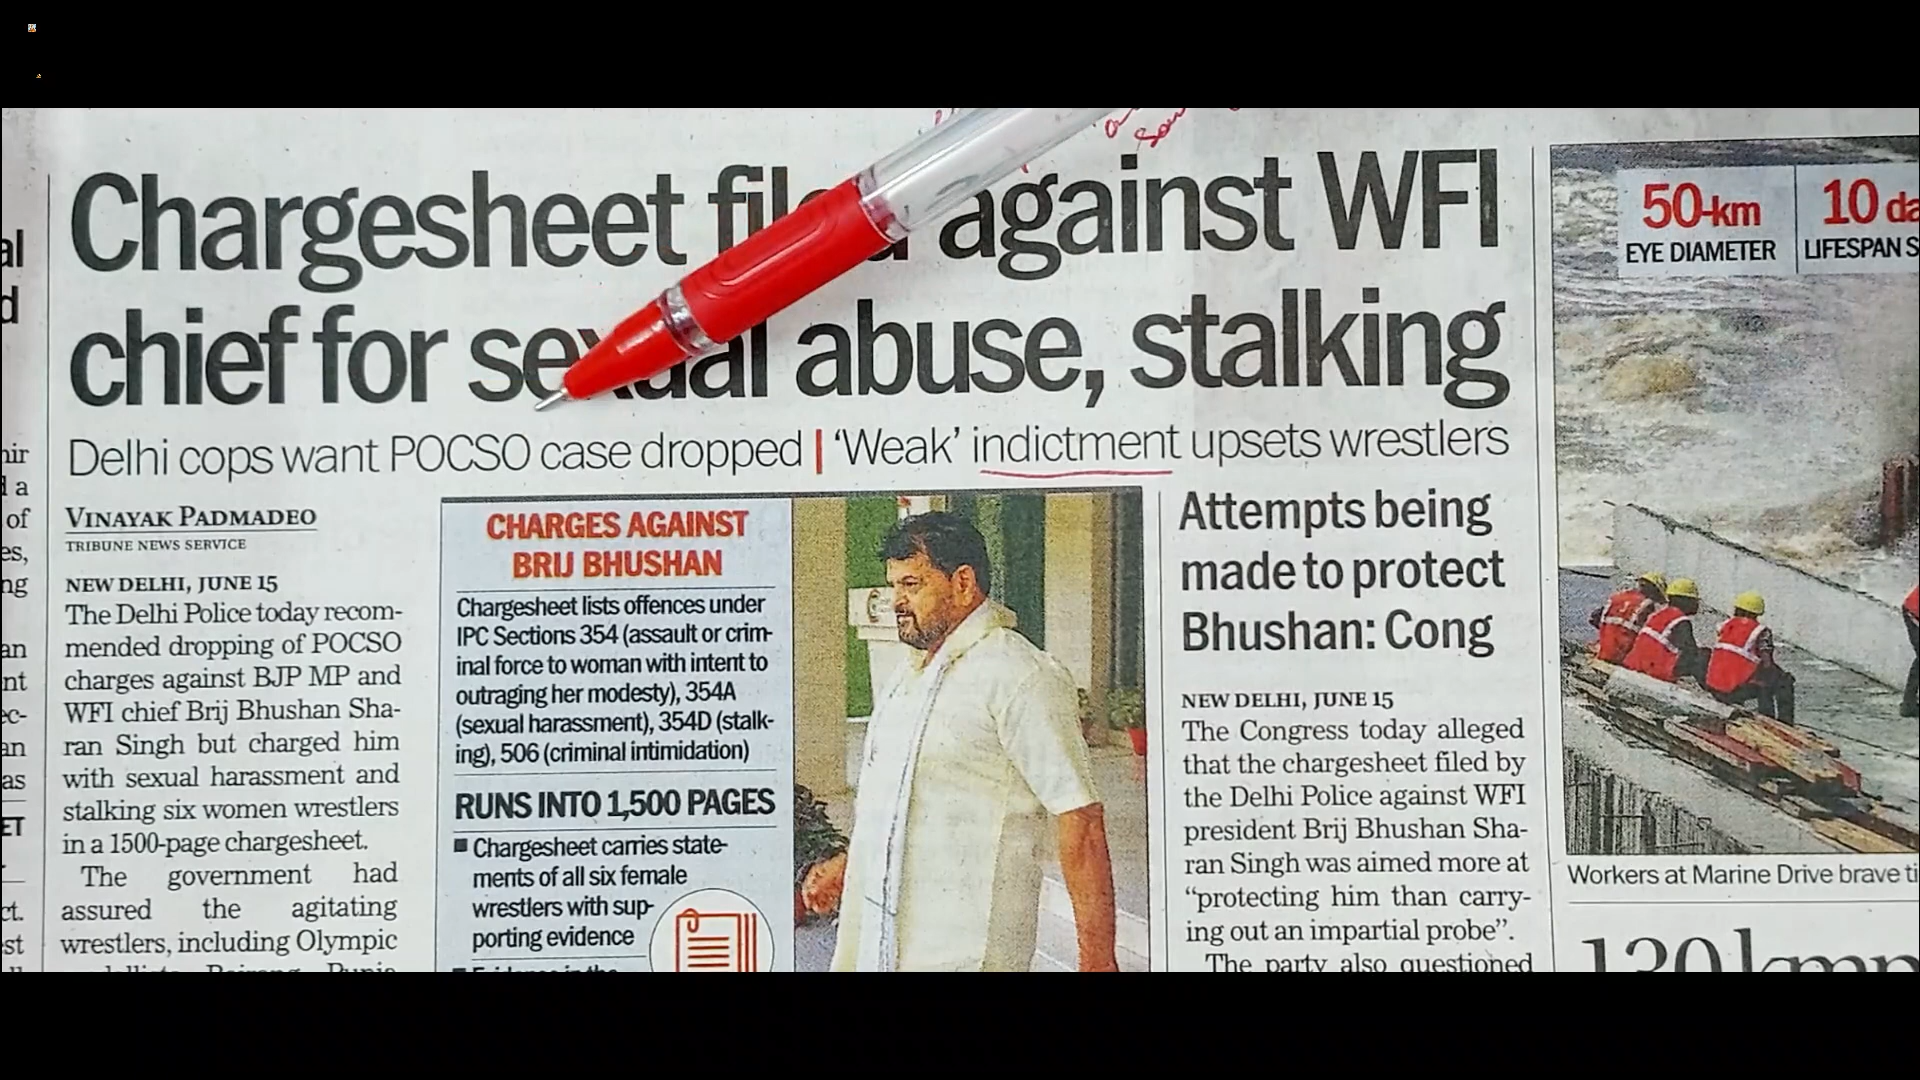 Chargesheet against WFI
chief for abuse, stalking
Delhi cops want POCSO case dropped | ‘Weak’ indictment upsets wrestlers
VINAYAK PADMADEO
TRIBUNE NEWS SERVICE
NEW DELHI, JUNE 15
The Delhi Police today recom-
mended dropping of POCSO
charges against BJP MP and
WFI chief Brij Bhushan Sha-
ran Singh but charged him
with sexual harassment and
stalking six women wrestlers
in a 1500-page chargesheet.
The government had
assured the agitating
wrestlers, including Olympic
CHARGES AGAINST
BRIJ BHUSHAN
Chargesheet lists offences under
IPC Sections 354 (assault or crim-
inal force to woman with intent to
outraging her modesty), 354A
(sexual harassment), 354D (stalk-
ing), 506 (criminal intimidation)
RUNS INTO 1,500 PAGES
■ Chargesheet carries state-
ments of all six female
wrestlers with sup-
porting evidence
Attempts being
made to protect
Bhushan: Cong
NEW DELHI, JUNE 15
The Congress today alleged
that the chargesheet filed by
the Delhi Police against WFI
president Brij Bhushan Sha-
ran Singh was aimed more at
“protecting him than carry-
ing out an impartial probe”.
The party also questioned
50-km
EYE DIAMETER
10
LIFESPAN
Workers at Marine Drive brave